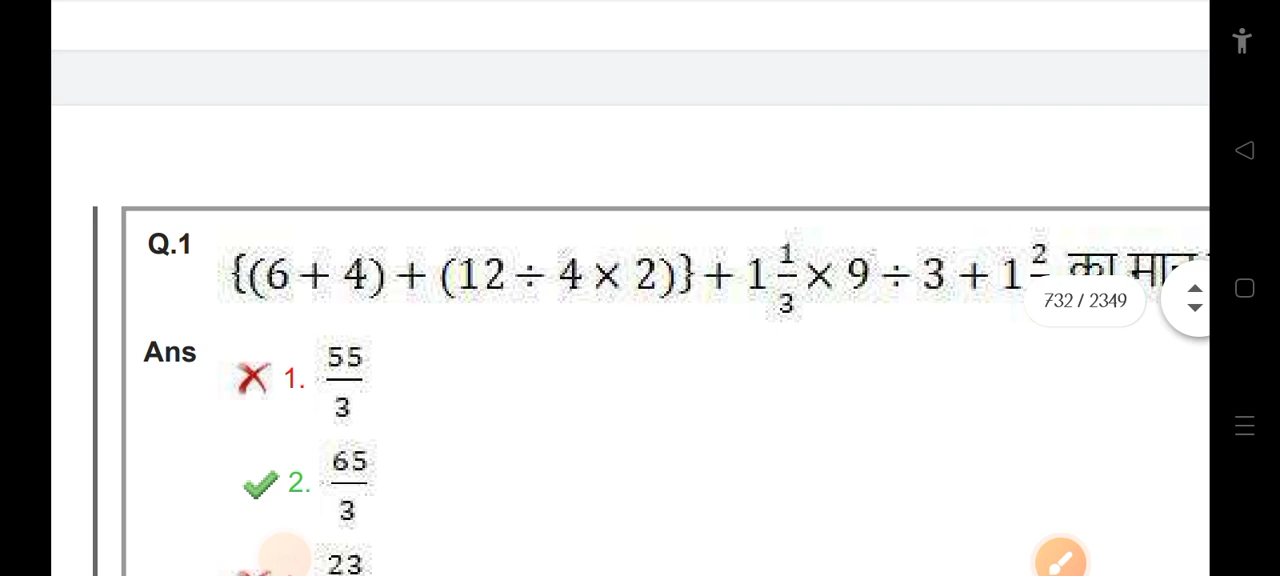 Q.1 {(6 + 4) + (12 ÷ 4 × 2)} + 1 1/3 × 9 ÷ 3 + 1 2 का मान
732 / 2349
Ans
1. 55/3
2. 65/3
23